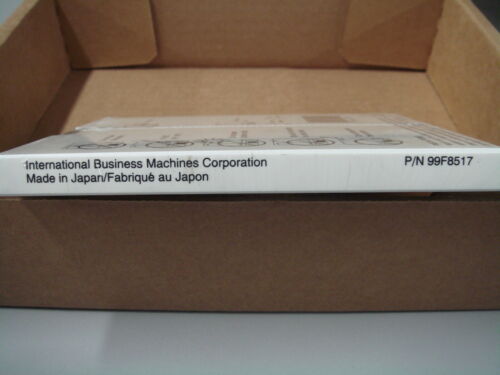 International Business Machines Corporation P/N 99F8517
Made in Japan/Fabriqué au Japon